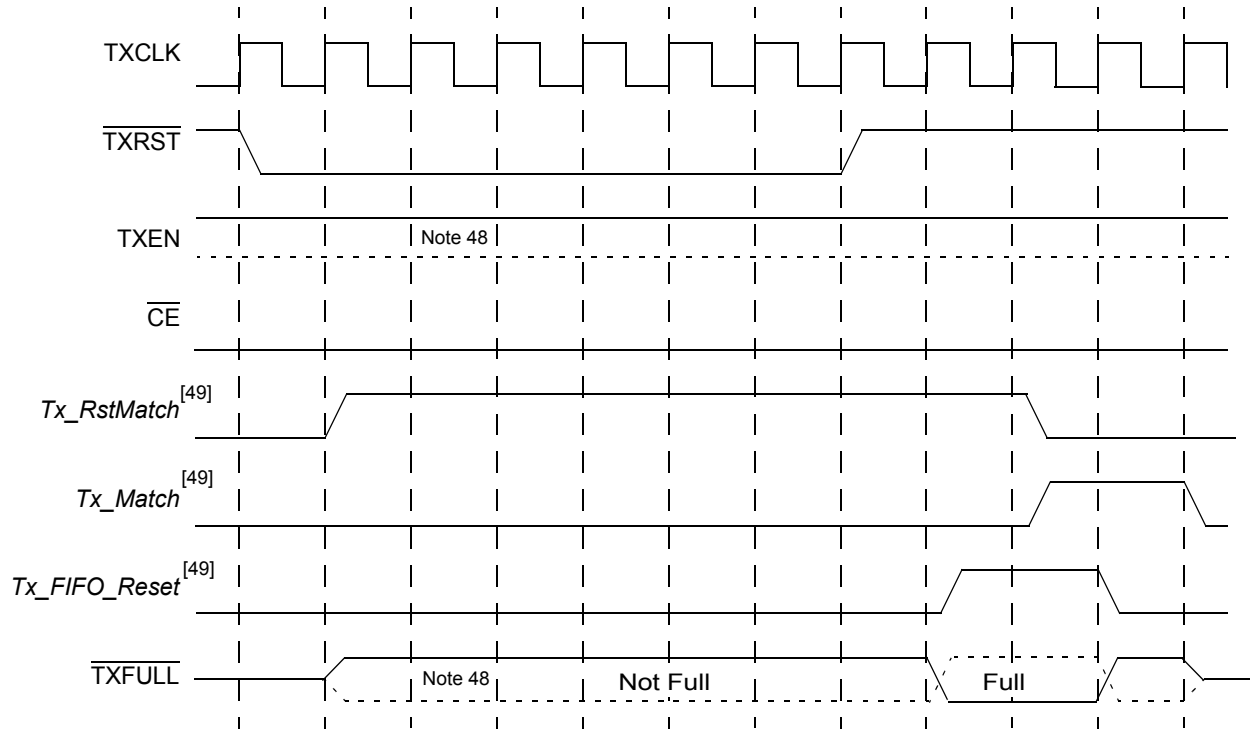 TXCLK
TXRST
TXEN
Note 48
CE
Tx_RstMatch[49]
Tx_Match[49]
Tx_FIFO_Reset[49]
TXFULL
Note 48
Not Full
Full